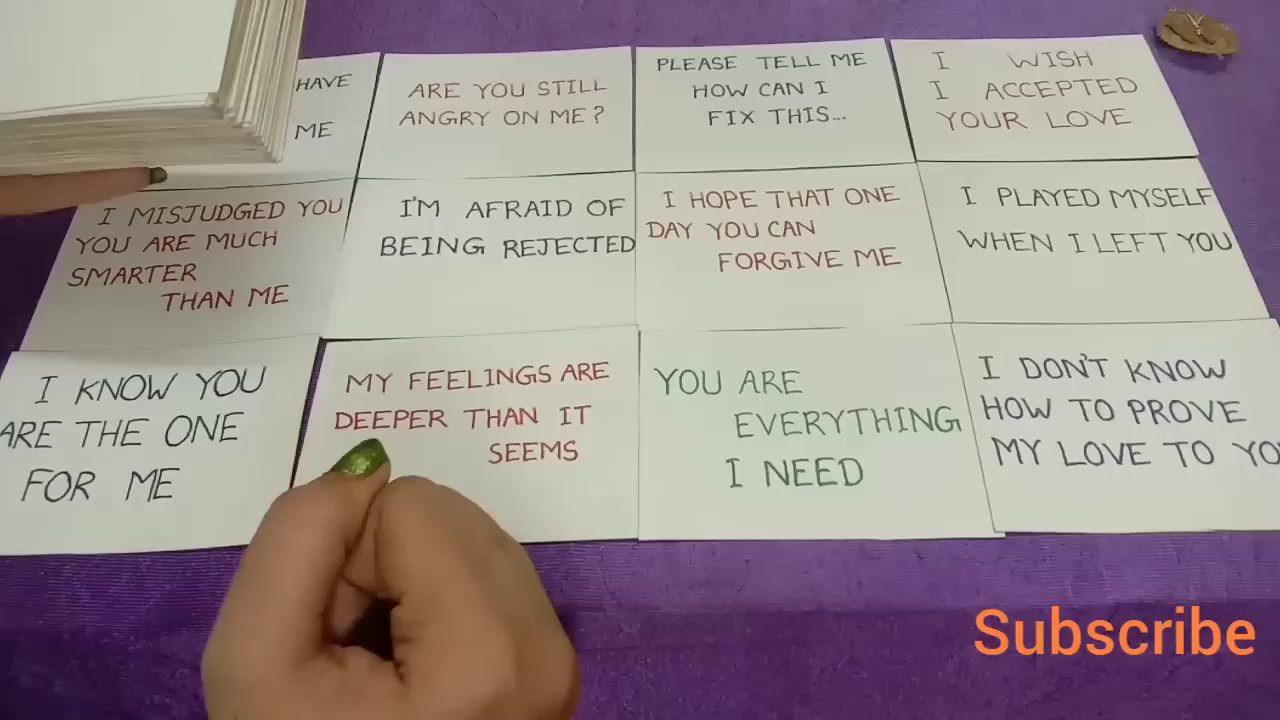 HAVE
ME
ARE YOU STILL
ANGRY ON ME?
PLEASE TELL ME
HOW CAN I
FIX THIS...
I WISH
I ACCEPTED
YOUR LOVE
I MISJUDGED YOU
YOU ARE MUCH
SMARTER
THAN ME
I'M AFRAID OF
BEING REJECTED
I HOPE THAT ONE
DAY YOU CAN
FORGIVE ME
I PLAYED MYSELF
WHEN I LEFT YOU
I KNOW YOU
ARE THE ONE
FOR ME
MY FEELINGS ARE
DEEPER THAN IT
SEEMS
YOU ARE
EVERYTHING
I NEED
I DON'T KNOW
HOW TO PROVE
MY LOVE TO YO
Subscribe